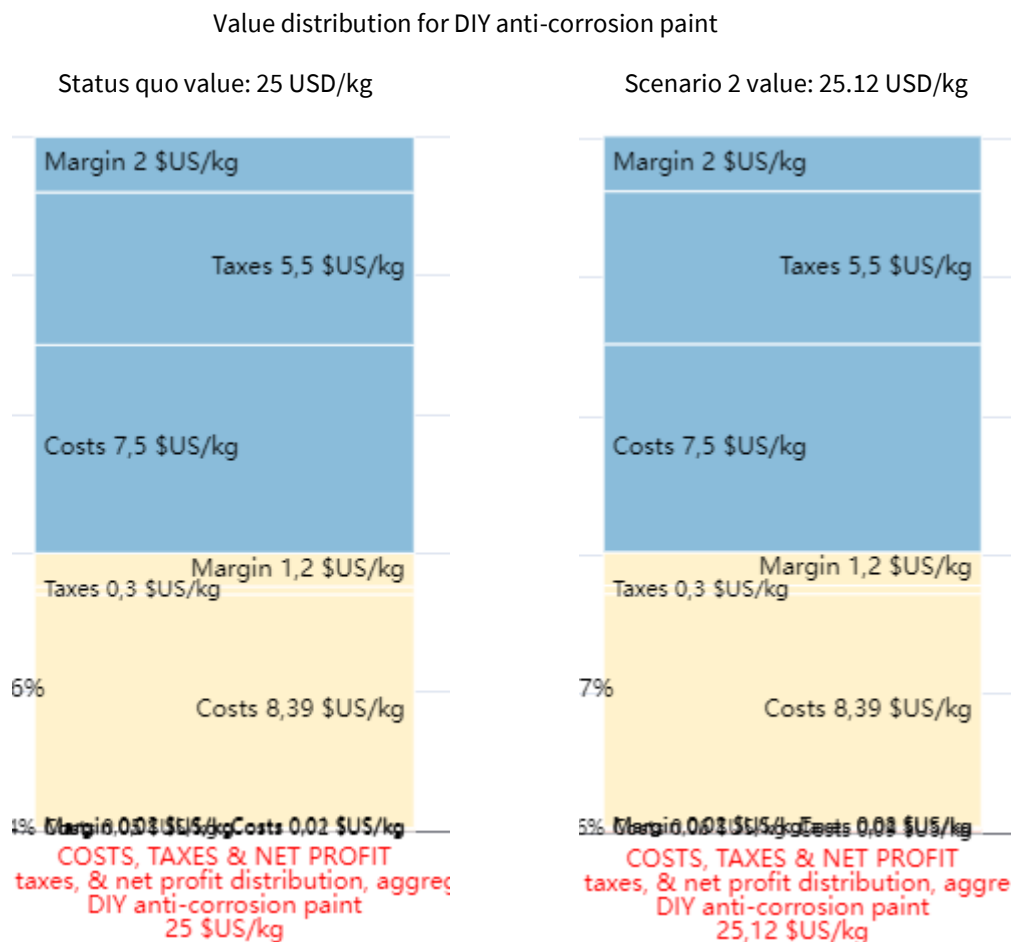 Value distribution for DIY anti-corrosion paint
Status quo value: 25 USD/kg
Scenario 2 value: 25.12 USD/kg
Margin 2 $US/kg
Taxes 5,5 $US/kg
Costs 7,5 $US/kg
Margin 1,2 $US/kg
Taxes 0,3 $US/kg
6%
Costs 8,39 $US/kg
4%
Costs 0,02 $US/kg
COSTS, TAXES & NET PROFIT
taxes, & net profit distribution, aggreg
DIY anti-corrosion paint
25 $US/kg
Margin 2 $US/kg
Taxes 5,5 $US/kg
Costs 7,5 $US/kg
Margin 1,2 $US/kg
Taxes 0,3 $US/kg
7%
Costs 8,39 $US/kg
5%
COSTS, TAXES & NET PROFIT
taxes, & net profit distribution, aggre
DIY anti-corrosion paint
25,12 $US/kg